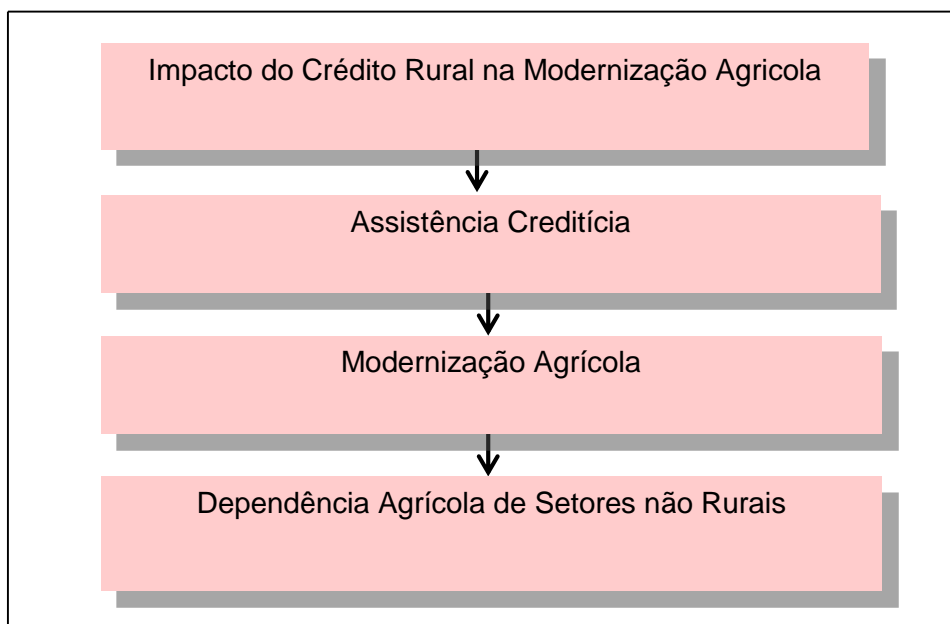 Impacto do Crédito Rural na Modernização Agricola
Assistência Creditícia
Modernização Agrícola
Dependência Agrícola de Setores não Rurais